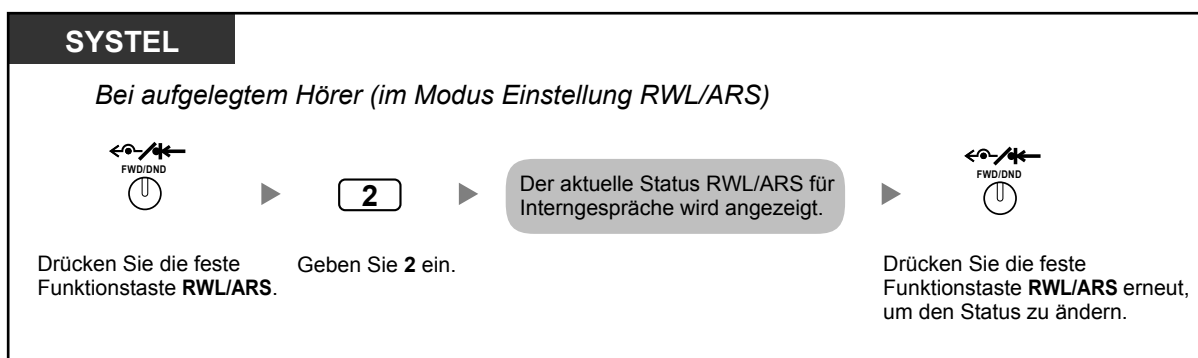 SYSTEL
Bei aufgelegtem Hörer (im Modus Einstellung RWL/ARS)
FWD/DND
2
Der aktuelle Status RWL/ARS für
Interngespräche wird angezeigt.
FWD/DND
Drücken Sie die feste
Funktionstaste RWL/ARS.
Geben Sie 2 ein.
Drücken Sie die feste
Funktionstaste RWL/ARS erneut,
um den Status zu ändern.